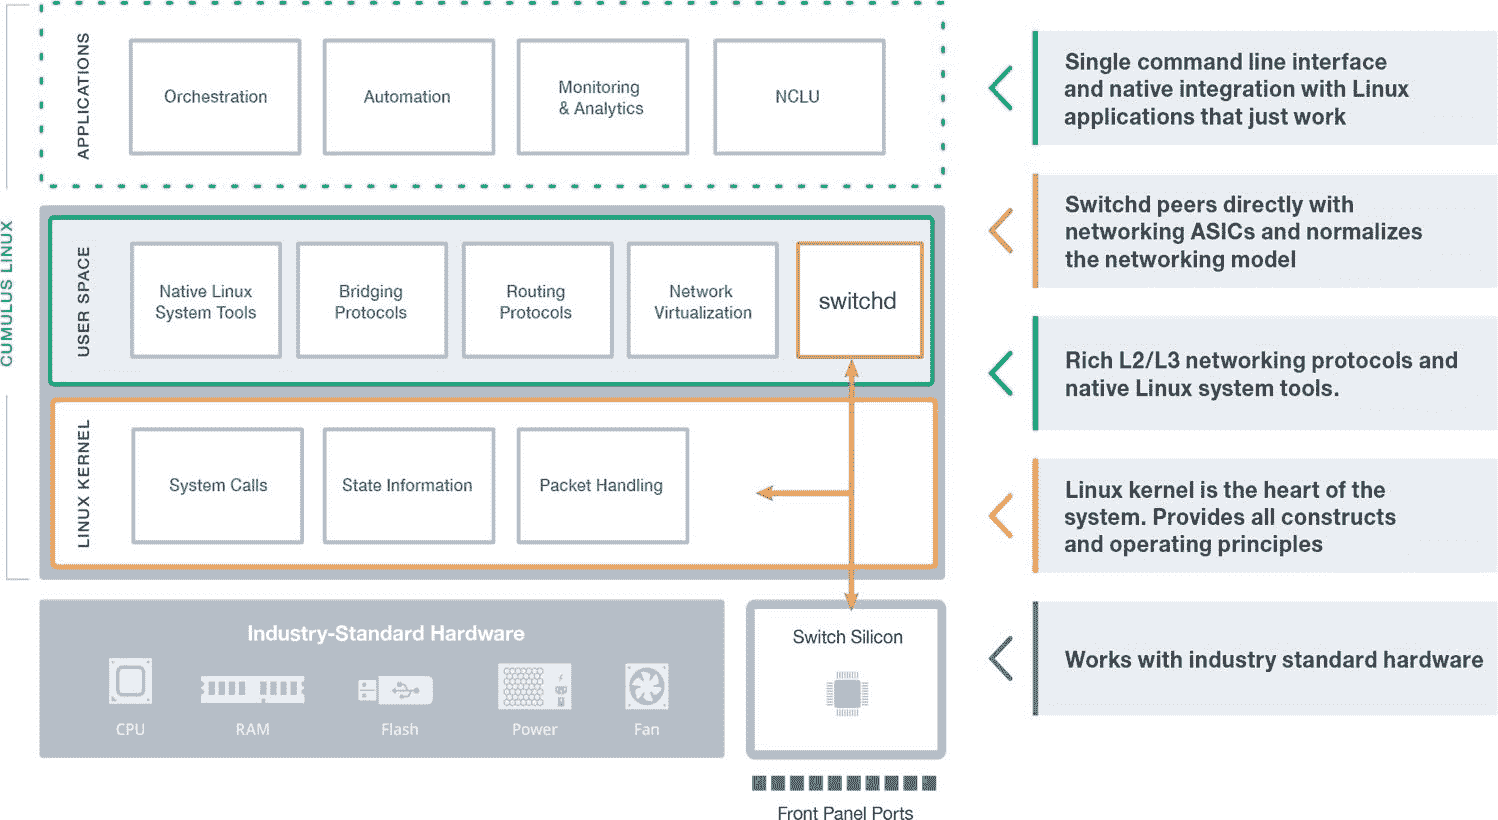 CUMULUS LINUX
APPLICATIONS
Orchestration
Automation
Monitoring
& Analytics
NCLU
USER SPACE
Native Linux
System Tools
Bridging
Protocols
Routing
Protocols
Network
Virtualization
switchd
LINUX KERNEL
System Calls
State Information
Packet Handling
Industry-Standard Hardware
CPU
RAM
Flash
Power
Fan
Switch Silicon
Front Panel Ports
Single command line interface
and native integration with Linux
applications that just work
Switchd peers directly with
networking ASICs and normalizes
the networking model
Rich L2/L3 networking protocols and
native Linux system tools.
Linux kernel is the heart of the
system. Provides all constructs
and operating principles
Works with industry standard hardware